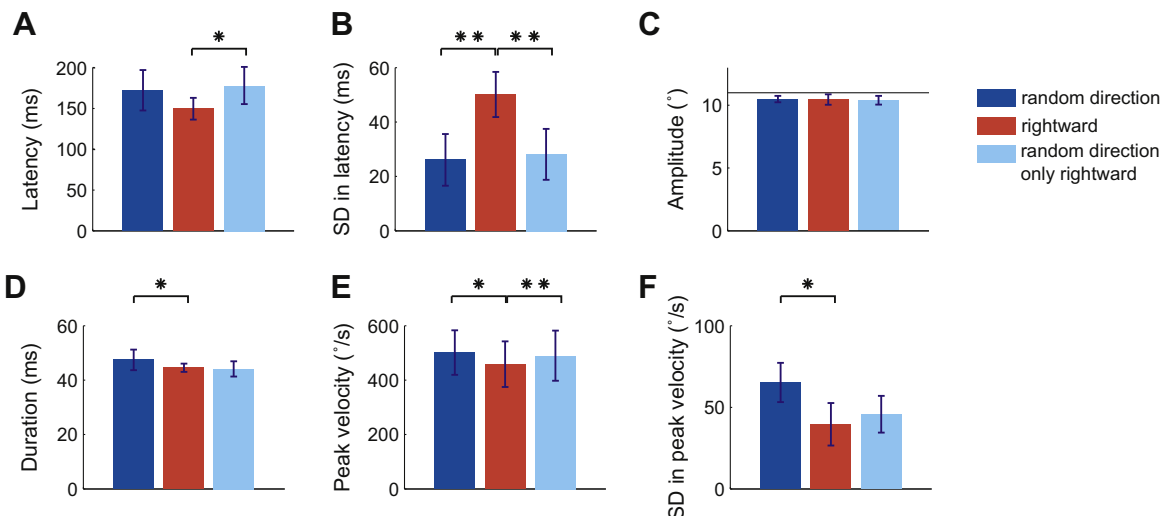 A
Latency (ms)
200
150
100
50
0
*
B
SD in latency (ms)
60
40
20
0
**
**
C
Amplitude (°)
10
5
0
random direction
rightward
random direction
only rightward
D
Duration (ms)
60
40
20
0
*
E
Peak velocity (°/s)
600
400
200
0
*
**
F
SD in peak velocity (°/s)
100
50
0
*